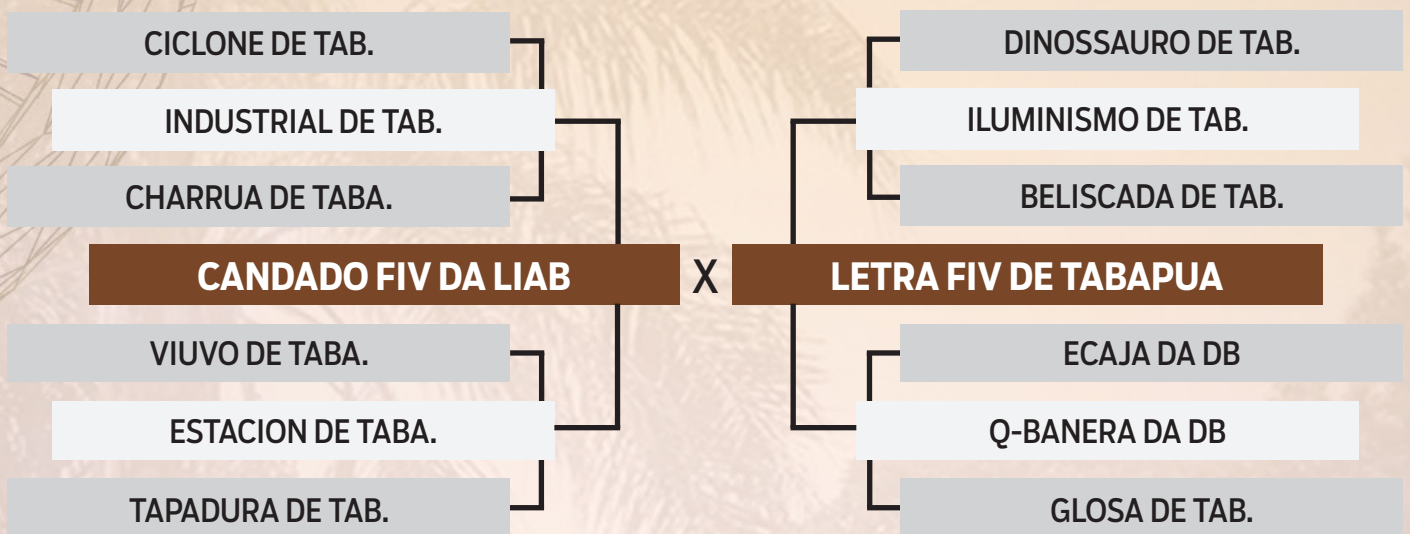 CICLONE DE TAB.
INDUSTRIAL DE TAB.
CHARRUA DE TABA.
CANDADO FIV DA LIAB
VIUVO DE TABA.
ESTACION DE TABA.
TAPADURA DE TAB.
X
DINOSSAURO DE TAB.
ILUMINISMO DE TAB.
BELISCADA DE TAB.
LETRA FIV DE TABAPUA
ECAJA DA DB
Q-BANERA DA DB
GLOSA DE TAB.